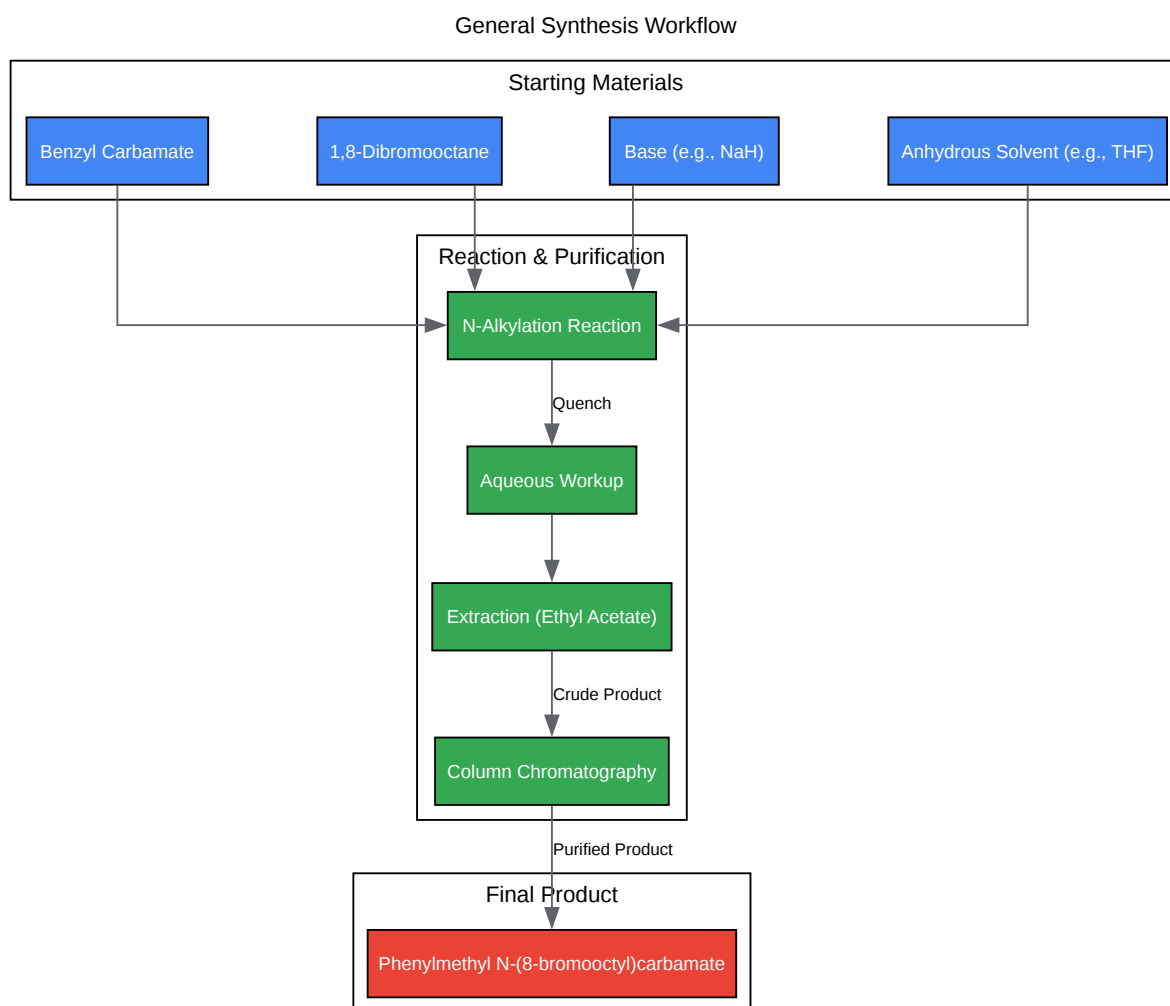 General Synthesis Workflow
Starting Materials
Benzyl Carbamate
1,8-Dibromooctane
Base (e.g., NaH)
Anhydrous Solvent (e.g., THF)
Reaction & Purification
N-Alkylation Reaction
Quench
Aqueous Workup
Extraction (Ethyl Acetate)
Crude Product
Column Chromatography
Purified Product
Final Product
Phenylmethyl N-(8-bromooctyl)carbamate